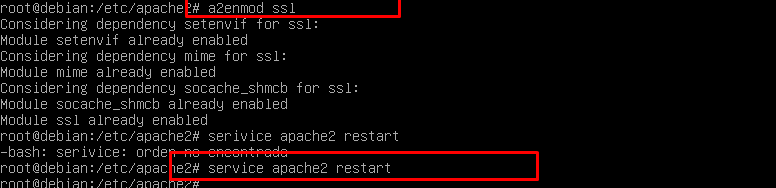 root@debian:/etc/apache2# a2enmod ssl
Considering dependency setenvif for ssl:
Module setenvif already enabled
Considering dependency mime for ssl:
Module mime already enabled
Considering dependency socache_shmcb for ssl:
Module socache_shmcb already enabled
Module ssl already enabled
root@debian:/etc/apache2# serivice apache2 restart
-bash: serivice: orden no encontrada
root@debian:/etc/apache2# service apache2 restart
root@debian:/etc/apache2#